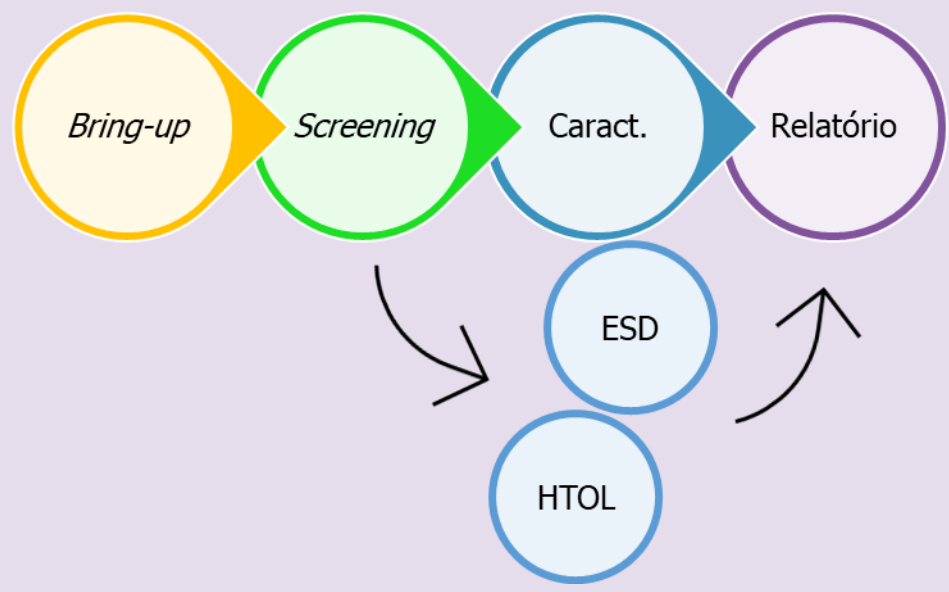 Bring-up
Screening
Caract.
Relatório
ESD
HTOL